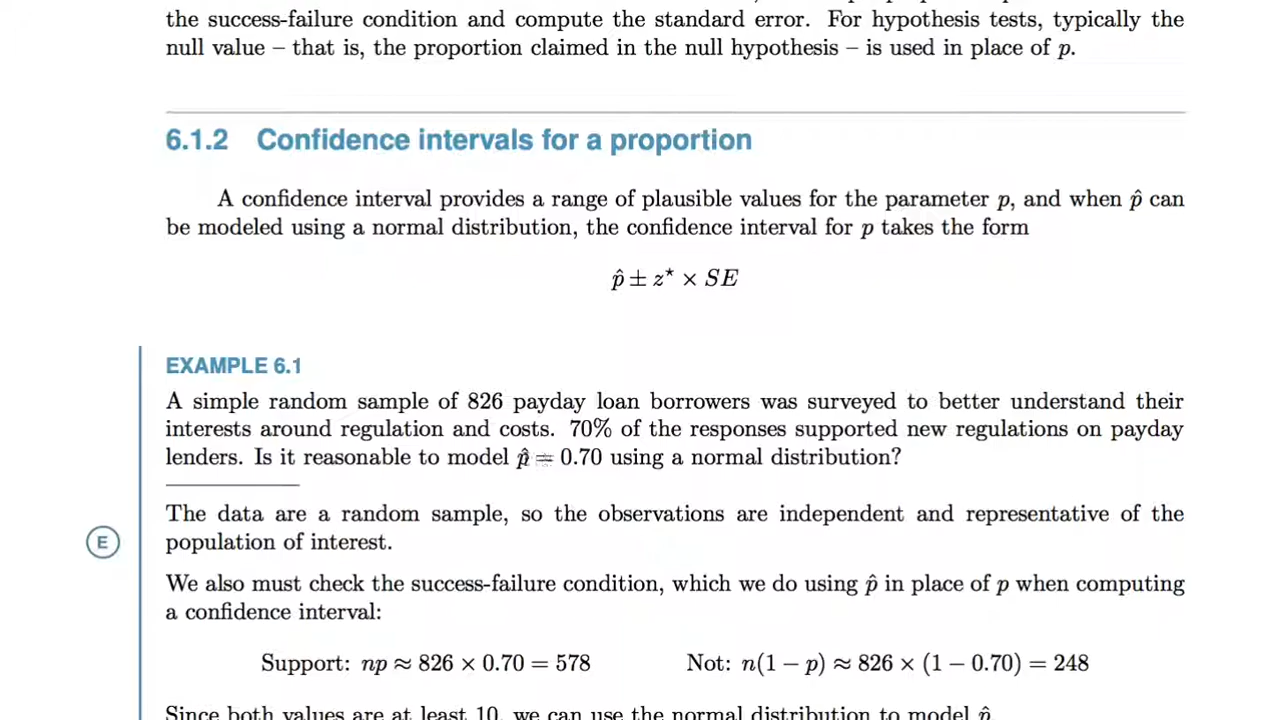 the success-failure condition and compute the standard error. For hypothesis tests, typically the
null value – that is, the proportion claimed in the null hypothesis – is used in place of p.
6.1.2 Confidence intervals for a proportion
A confidence interval provides a range of plausible values for the parameter p, and when p̂ can
be modeled using a normal distribution, the confidence interval for p takes the form
p̂ ± z⋆ × SE
EXAMPLE 6.1
A simple random sample of 826 payday loan borrowers was surveyed to better understand their
interests around regulation and costs. 70% of the responses supported new regulations on payday
lenders. Is it reasonable to model p̂ = 0.70 using a normal distribution?
The data are a random sample, so the observations are independent and representative of the
E
population of interest.
We also must check the success-failure condition, which we do using p̂ in place of p when computing
a confidence interval:
Support: np ≈ 826 × 0.70 = 578 Not: n(1 − p) ≈ 826 × (1 − 0.70) = 248
Since both values are at least 10, we can use the normal distribution to model p̂.